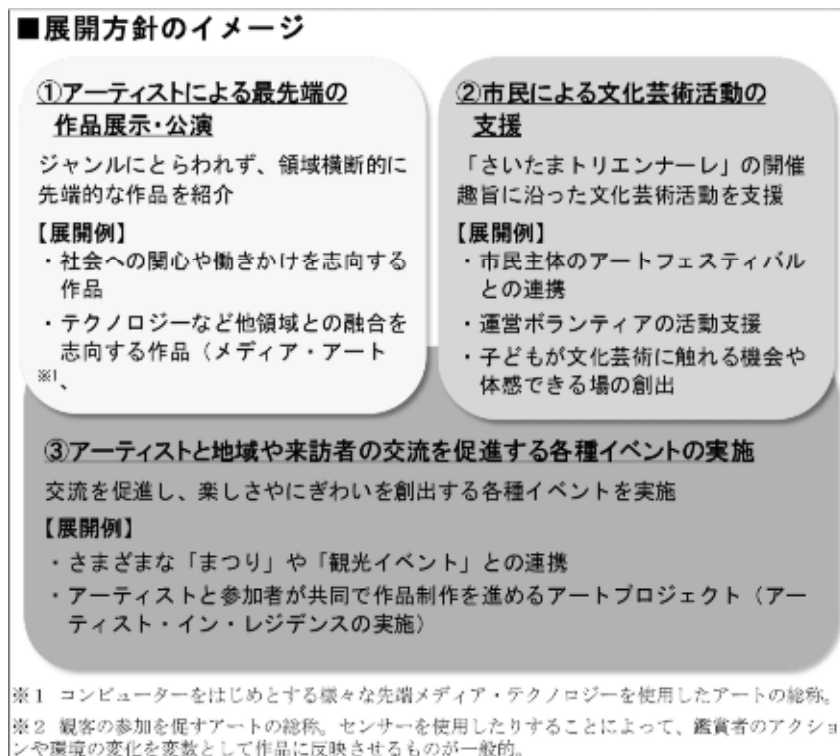 ■展開方針のイメージ
①アーティストによる最先端の
作品展示・公演
ジャンルにとらわれず、領域横断的に
先端的な作品を紹介
【展開例】
・社会への関心や働きかけを志向する
作品
・テクノロジーなど他領域との融合を
志向する作品（メディア・アート
※1、
②市民による文化芸術活動の
支援
「さいたまトリエンナーレ」の開催
趣旨に沿った文化芸術活動を支援
【展開例】
・市民主体のアートフェスティバル
との連携
・運営ボランティアの活動支援
・子どもが文化芸術に触れる機会や
体感できる場の創出
③アーティストと地域や来訪者の交流を促進する各種イベントの実施
交流を促進し、楽しさやにぎわいを創出する各種イベントを実施
【展開例】
・さまざまな「まつり」や「観光イベント」との連携
・アーティストと参加者が共同で作品制作を進めるアートプロジェクト（アー
ティスト・イン・レジデンスの実施）
※1 コンピューターをはじめとする様々な先端メディア・テクノロジーを使用したアートの総称。
※2 観客の参加を促すアートの総称。センサーを使用したりすることによって、鑑賞者のアクショ
ンや環境の変化を変数として作品に反映させるものが一般的。